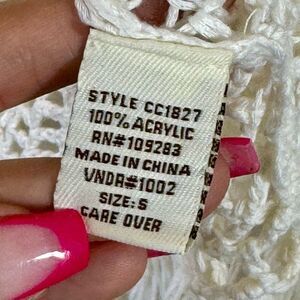 STYLE CC1827
100% ACRYLIC
RN#109283
MADE IN CHINA
VNDR#1002
SIZE: S
CARE OVER